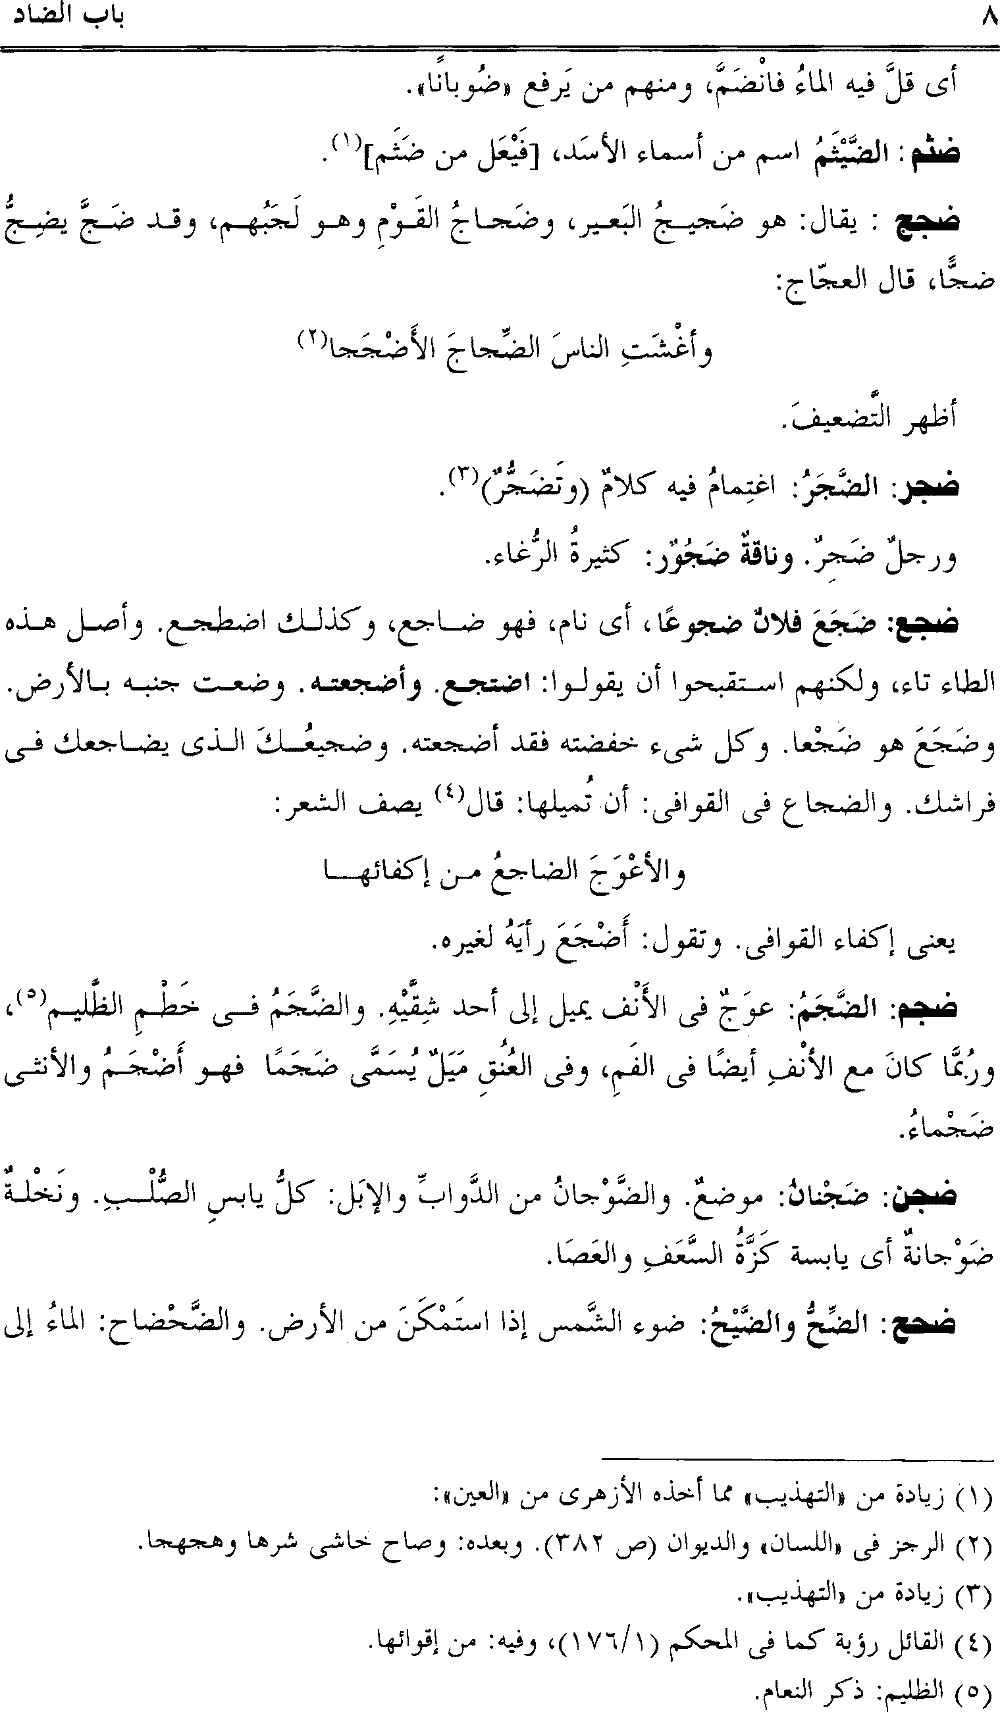 ٨
باب الضاد
أى قلَّ فيه الماءُ فانْضَمَّ، ومنهم من يَرفع «ضُوبانًا».
ضثم: الضَّيْثَمُ اسم من أسماء الأسَد، [فَيْعَل من ضَثَم](١).
ضجج : يقال: هو ضَجيجُ البَعير، وضَجاجُ القَوْمِ وهو لَجَبُهم، وقد ضَجَّ يضِجُّ
ضجًّا، قال العجّاج:
وأغْشَتِ الناسَ الضِّجاجَ الأَضْجَجا(٢)
أظهر التَّضعيفَ.
ضجر: الضَّجَرُ: اغتِمامُ فيه كلامٌ (وتَضَجُّرٌ)(٣).
ورجلٌ ضَجِرٌ. وناقةٌ ضَجُوْر: كثيرةُ الرُّغاء.
ضجع: ضَجَعَ فلانٌ ضجوعًا، أى نام، فهو ضاجع، وكذلك اضطجع. وأصل هذه
الطاء تاء، ولكنهم استقبحوا أن يقولوا: اضتجع. وأضجعته. وضعت جنبه بالأرض.
وضَجَعَ هو ضَجْعا. وكل شىء خفضته فقد أضجعته. وضجيعُكَ الذى يضاجعك فى
فراشك. والضجاع فى القوافى: أن تُميلها: قال(٤) يصف الشعر:
والأعْوَجَ الضاجعُ من إكفائها
يعنى إكفاء القوافى. وتقول: أَضْجَعَ رأيَهُ لغيره.
ضجم: الضَّجَمُ: عوَجٌ فى الأَنْف يميل إلى أحد شِقَّيْهِ. والضَّجَمُ فى خَطْمِ الظَّليم(٥)،
ورُبمَّا كانَ مع الأنْفِ أيضًا فى الفَمِ، وفى العُنُقِ مَيَلٌ يُسَمَّى ضَجَمًا فهو أَضْجَمُ والأنثى
ضَجْماءُ.
ضجن: ضَجْنانُ: موضعٌ. والضَّوْجانُ من الدَّوابِّ والإبَل: كلُّ يابسِ الصُّلْبِ. ونَخْلةٌ
ضَوْجانةٌ أى يابسة كَزَّةُ السَّعَفِ والعَصَا.
ضحح: الضِّحُّ والضَّيْحُ: ضوء الشَّمس إذا استَمْكَنَ من الأرض. والضَّحْضاح: الماءُ إلى
(١) زيادة من «التهذيب» مما أخذه الأزهرى من «العين»:
(٢) الرجز فى «اللسان» والديوان (ص ٣٨٢). وبعده: وصاح خاشى شرها وهجهجا.
(٣) زيادة من «التهذيب».
(٤) القائل رؤبة كما فى المحكم (١٧٦/١)، وفيه: من إقوائها.
(٥) الظليم: ذكر النعام.